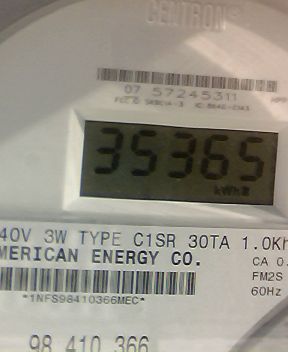 CENTRON®
07 57245311
35365
kWh
40V 3W TYPE C1SR 30TA 1.0Kh
MERICAN ENERGY CO.
CA 0.
FM2S
60Hz
*1NFS98410366MEC*
98 410 366